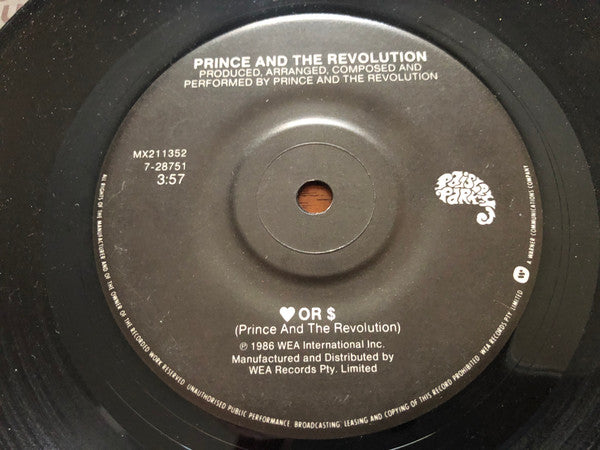 PRINCE AND THE REVOLUTION
PRODUCED, ARRANGED, COMPOSED AND
PERFORMED BY PRINCE AND THE REVOLUTION
MX211352
7-28751
3:57
PAISLEY
PARK
♥ OR $
(Prince And The Revolution)
℗ 1986 WEA International Inc.
Manufactured and Distributed by
WEA Records Pty. Limited
ALL RIGHTS OF THE MANUFACTURER AND OF THE OWNER OF THE RECORDED WORK RESERVED. UNAUTHORISED PUBLIC PERFORMANCE, BROADCASTING, LEASING AND COPYING OF THIS RECORD PROHIBITED. WEA RECORDS PTY. LIMITED
A WARNER COMMUNICATIONS COMPANY